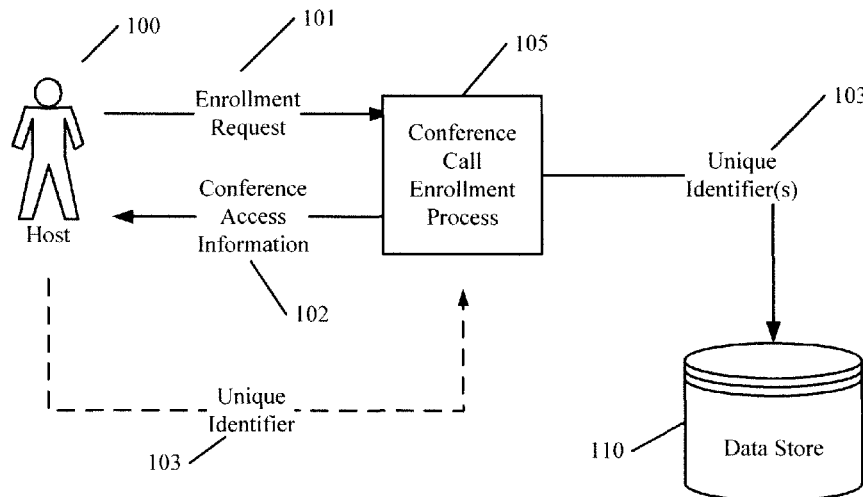 100
101
105
103
Enrollment
Request
Conference
Call
Enrollment
Process
Unique
Identifier(s)
Conference
Access
Information
Host
102
Unique
Identifier
103
110
Data Store